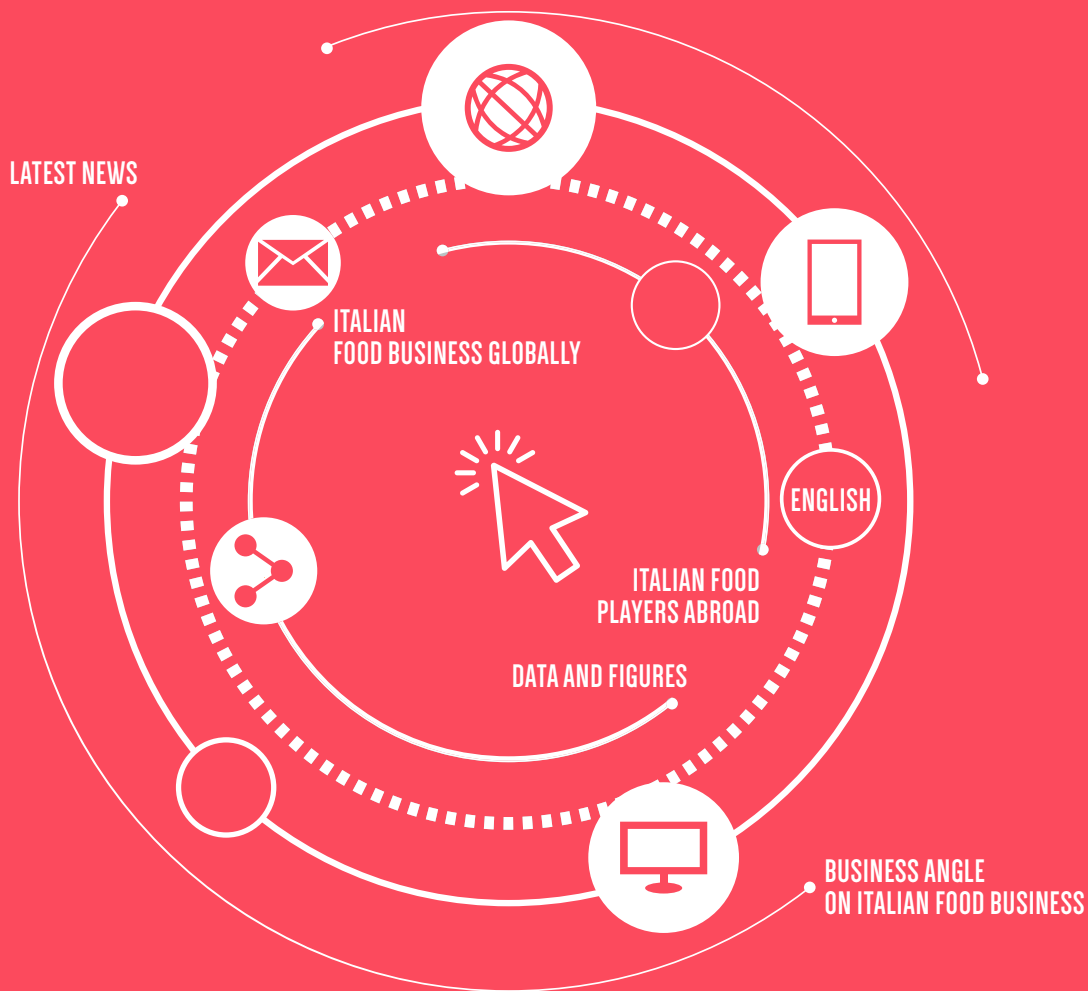 LATEST NEWS
ITALIAN
FOOD BUSINESS GLOBALLY
ENGLISH
ITALIAN FOOD
PLAYERS ABROAD
DATA AND FIGURES
BUSINESS ANGLE
ON ITALIAN FOOD BUSINESS